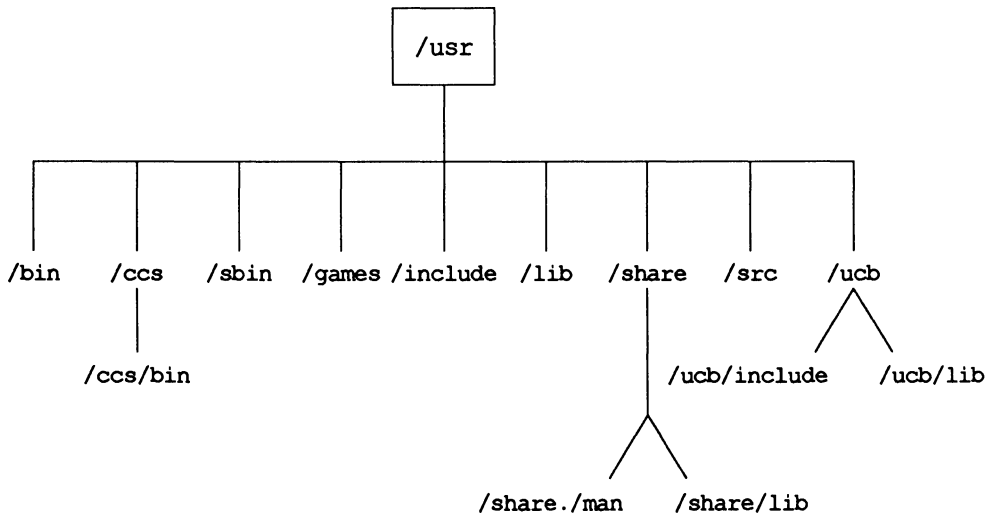 /usr
/bin /ccs /sbin /games /include /lib /share /src /ucb
/ccs/bin /ucb/include /ucb/lib
/share./man /share/lib